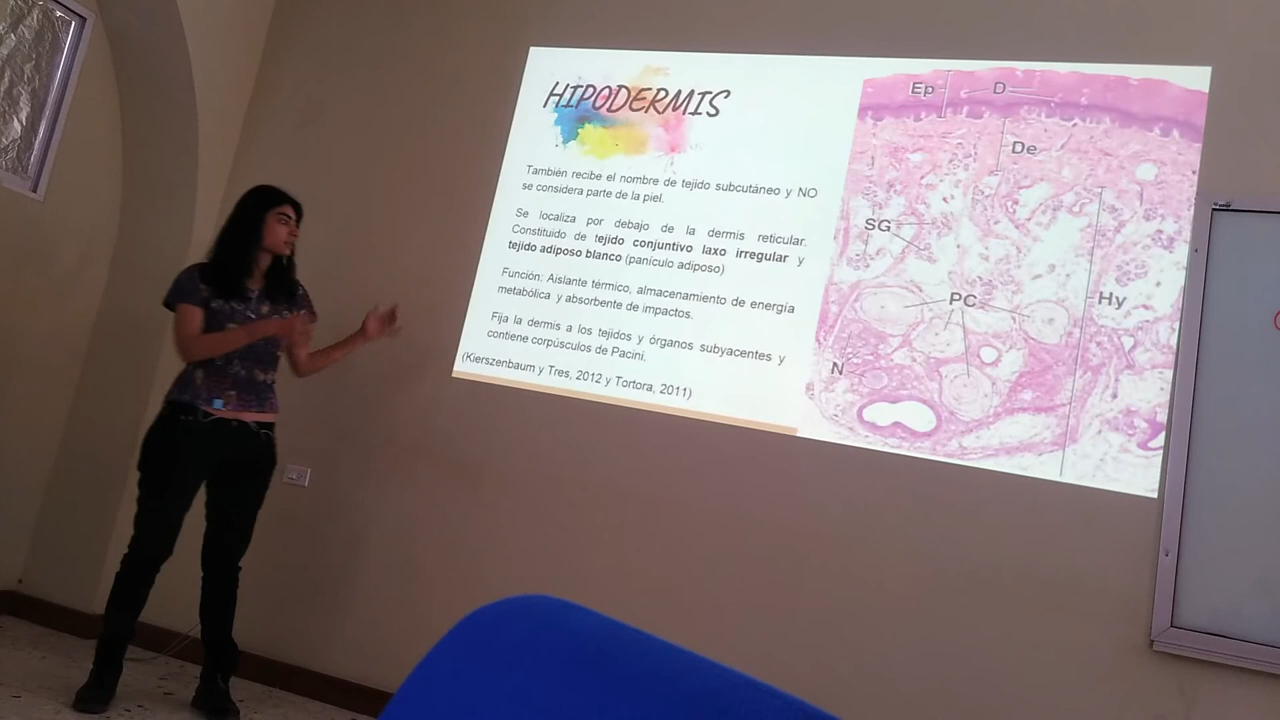 HIPODERMIS
También recibe el nombre de tejido subcutáneo y NO
se considera parte de la piel.
Se localiza por debajo de la dermis reticular.
Constituido de tejido conjuntivo laxo irregular y
tejido adiposo blanco (panículo adiposo)
Función: Aislante térmico, almacenamiento de energía
metabólica y absorbente de impactos.
Fija la dermis a los tejidos y órganos subyacentes y
contiene corpúsculos de Pacini.
(Kierszenbaum y Tres, 2012 y Tortora, 2011)
Ep
D
De
SG
PC
Hy
N